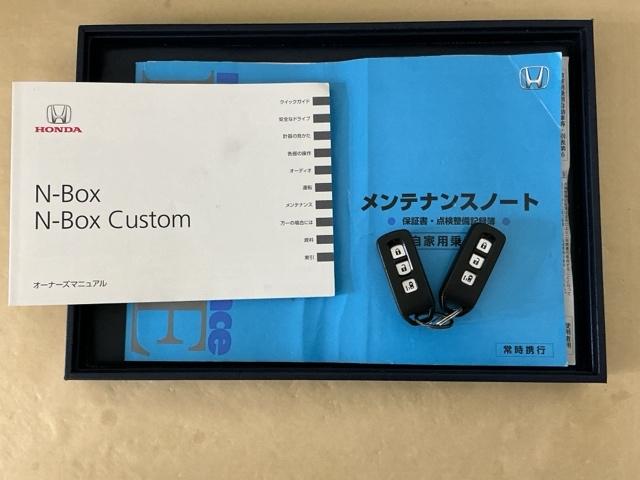 HONDA
N-Box
N-Box Custom
オーナーズマニュアル
クイックガイド
安全なドライブ
計器の見かた
各部の操作
オーディオ
運転
メンテナンス
万一の場合には
資料
索引
メンテナンスノート
保証書・点検整備記録簿
自家用乗
常時携行
nce